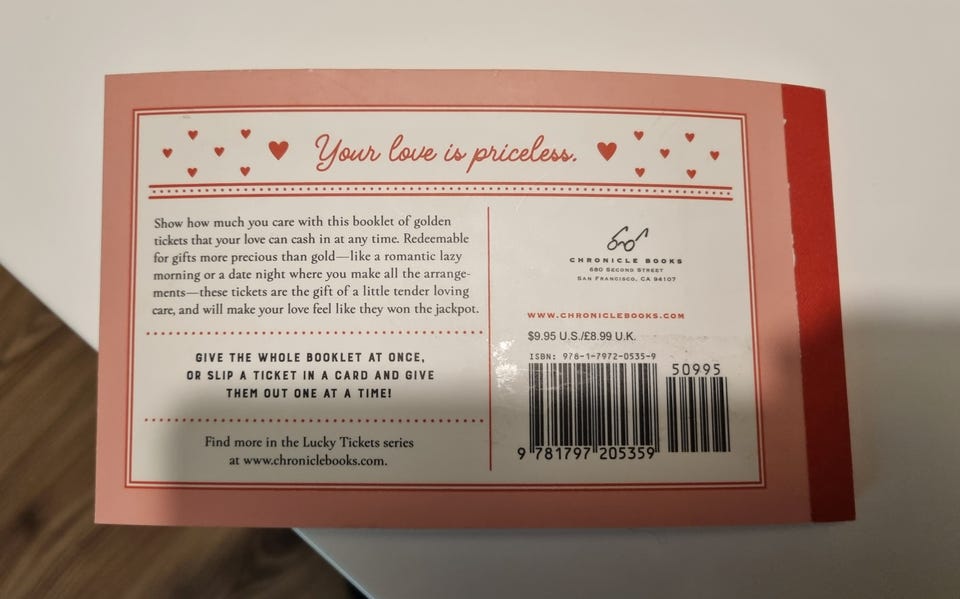 Your love is priceless.
Show how much you care with this booklet of golden
tickets that your love can cash in at any time. Redeemable
for gifts more precious than gold—like a romantic lazy
morning or a date night where you make all the arrange-
ments—these tickets are the gift of a little tender loving
care, and will make your love feel like they won the jackpot.
GIVE THE WHOLE BOOKLET AT ONCE,
OR SLIP A TICKET IN A CARD AND GIVE
THEM OUT ONE AT A TIME!
Find more in the Lucky Tickets series
at www.chroniclebooks.com.
CHRONICLE BOOKS
680 SECOND STREET
SAN FRANCISCO, CA 94107
WWW.CHRONICLEBOOKS.COM
$9.95 U.S./£8.99 U.K.
ISBN: 978-1-7972-0535-9
50995
9 781797 205359